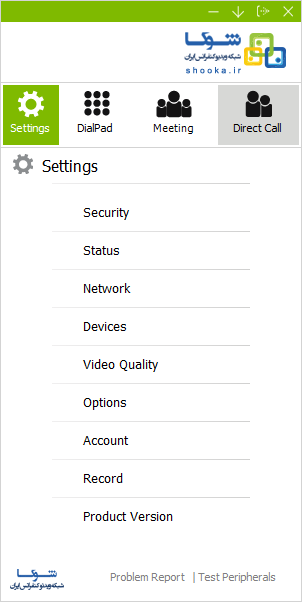 شوکا
شبکه ویدئو کنفرانس ایران
shooka.ir
Settings
DialPad
Meeting
Direct Call
Settings
Security
Status
Network
Devices
Video Quality
Options
Account
Record
Product Version
شوکا
شبکه ویدئو کنفرانس ایران
Problem Report | Test Peripherals